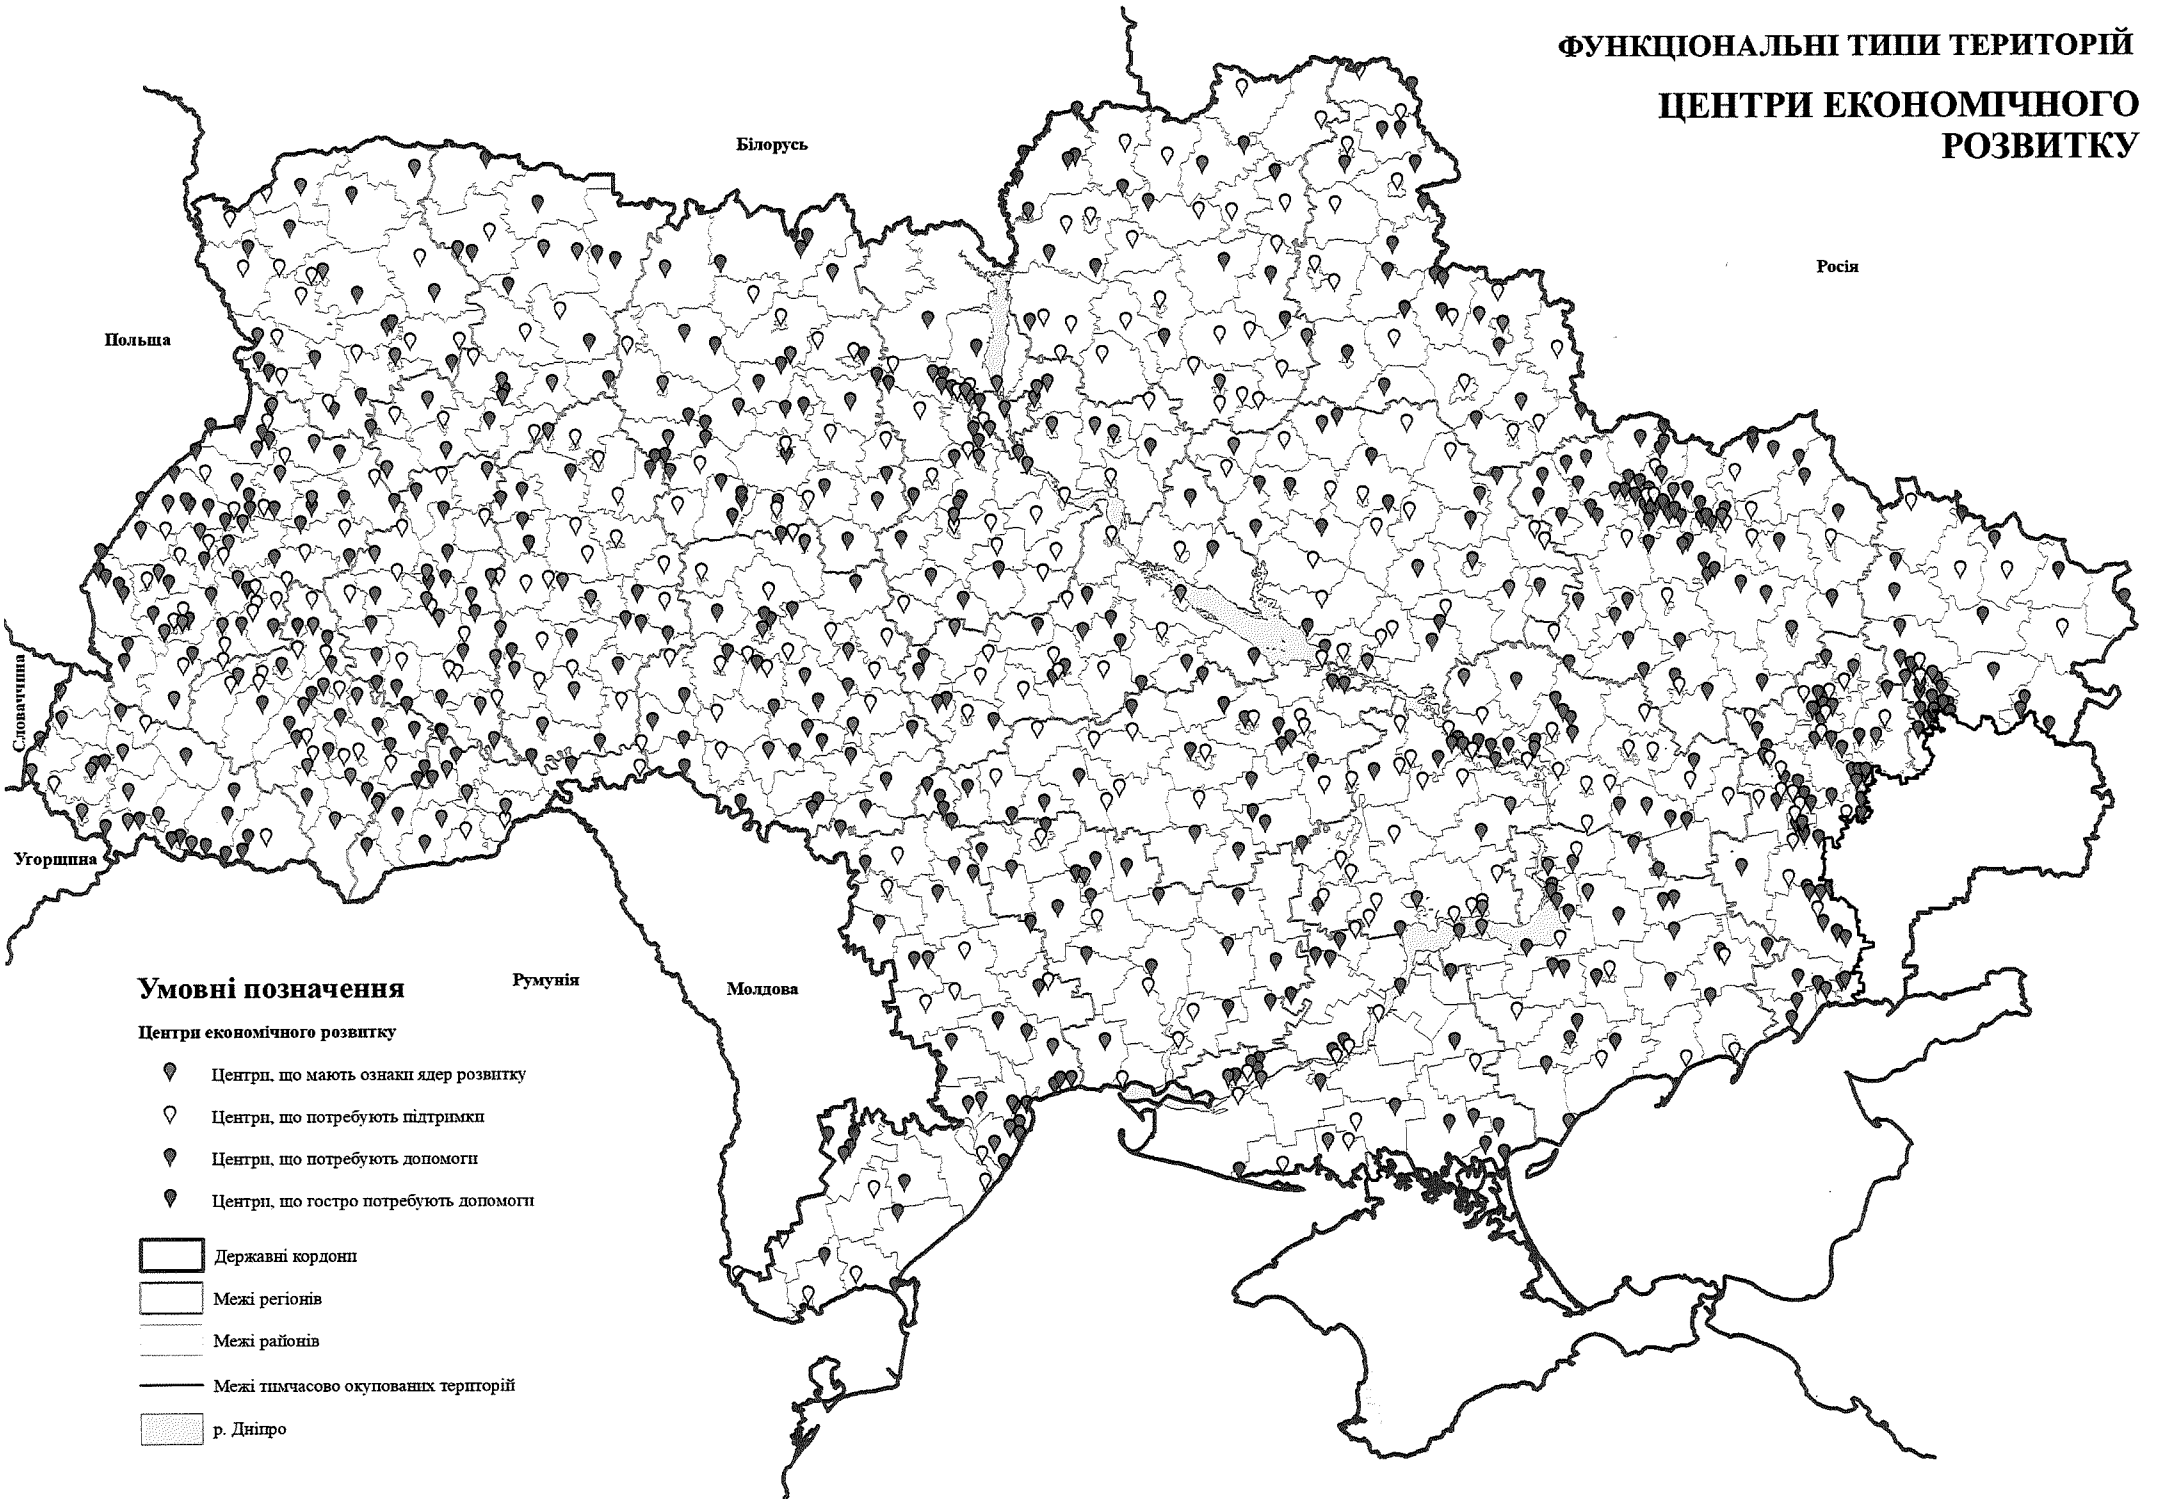 ФУНКЦІОНАЛЬНІ ТИПИ ТЕРИТОРІЙ
ЦЕНТРИ ЕКОНОМІЧНОГО
РОЗВИТКУ
Білорусь
Росія
Польща
Словаччина
Угорщина
Румунія
Молдова
Умовні позначення
Центри економічного розвитку
Центри, що мають ознаки ядер розвитку
Центри, що потребують підтримки
Центри, що потребують допомоги
Центри, що гостро потребують допомоги
Державні кордони
Межі регіонів
Межі районів
Межі тимчасово окупованих територій
р. Дніпро